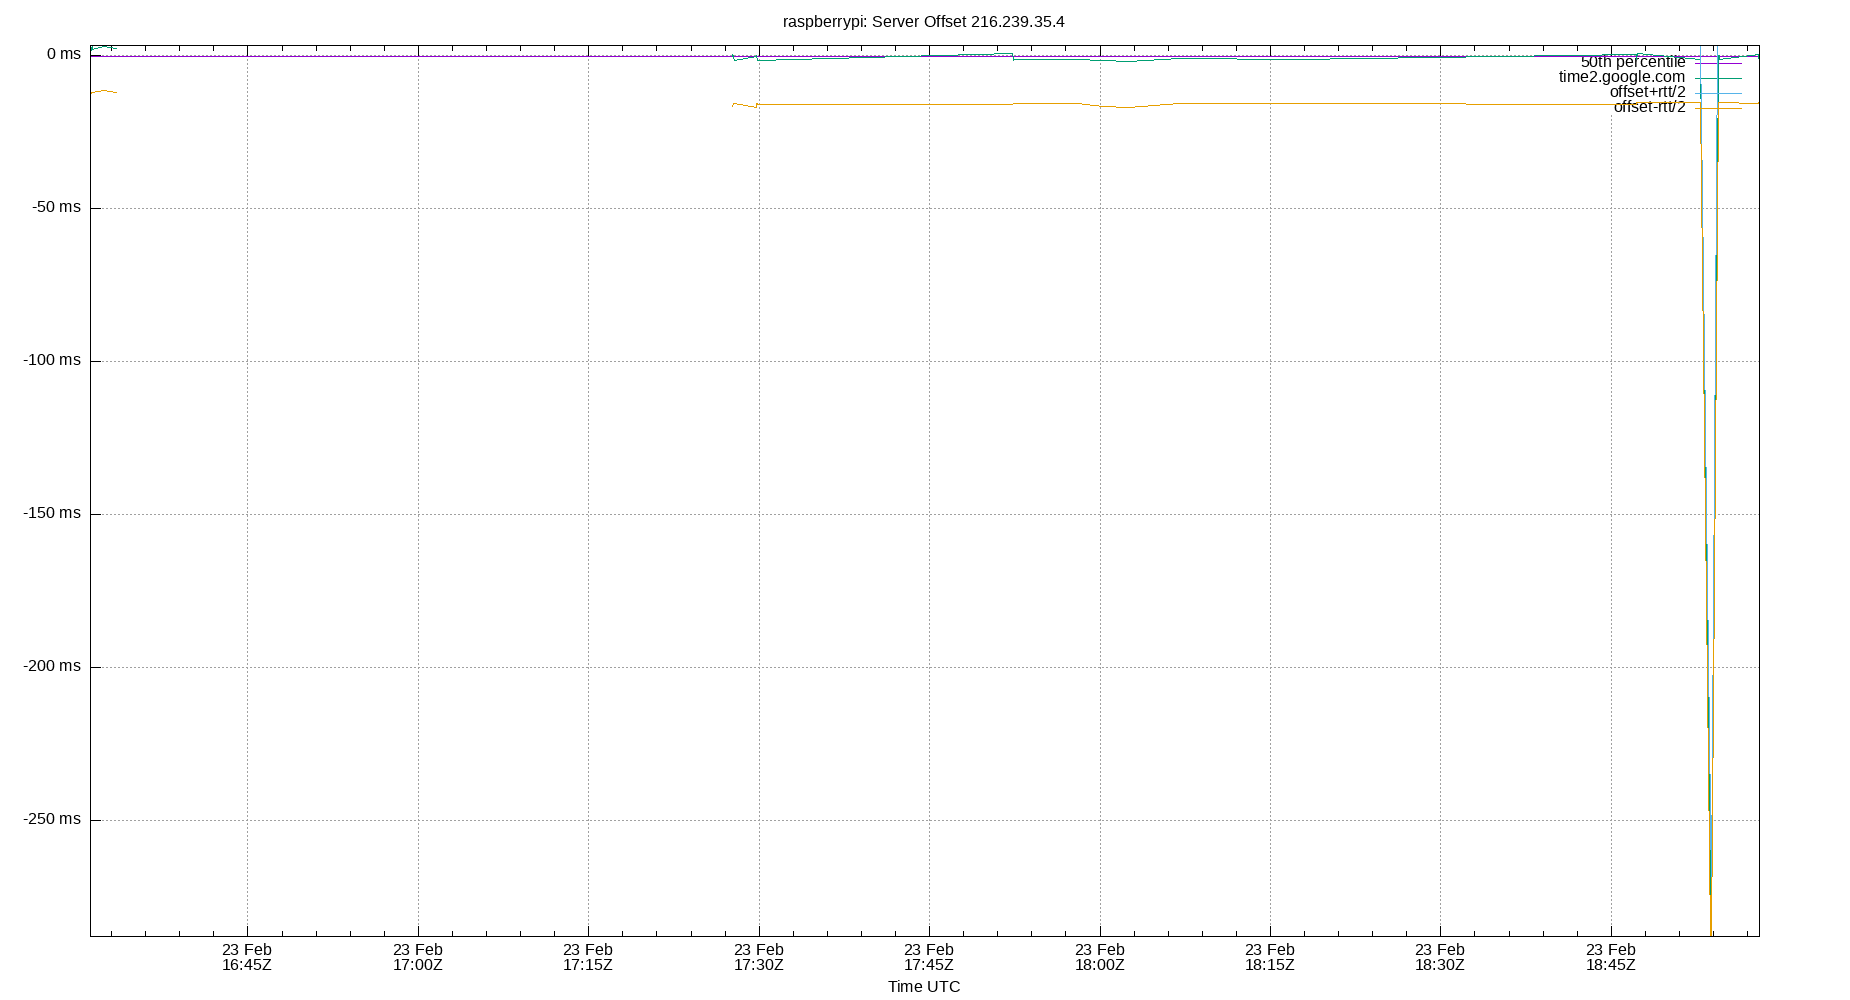 raspberrypi: Server Offset 216.239.35.4
0 ms
50th percentile
time2.google.com
offset+rtt/2
offset-rtt/2
-50 ms
-100 ms
-150 ms
-200 ms
-250 ms
23 Feb 23 Feb 23 Feb 23 Feb 23 Feb 23 Feb 23 Feb 23 Feb 23 Feb
16:45Z 17:00Z 17:15Z 17:30Z 17:45Z 18:00Z 18:15Z 18:30Z 18:45Z
Time UTC